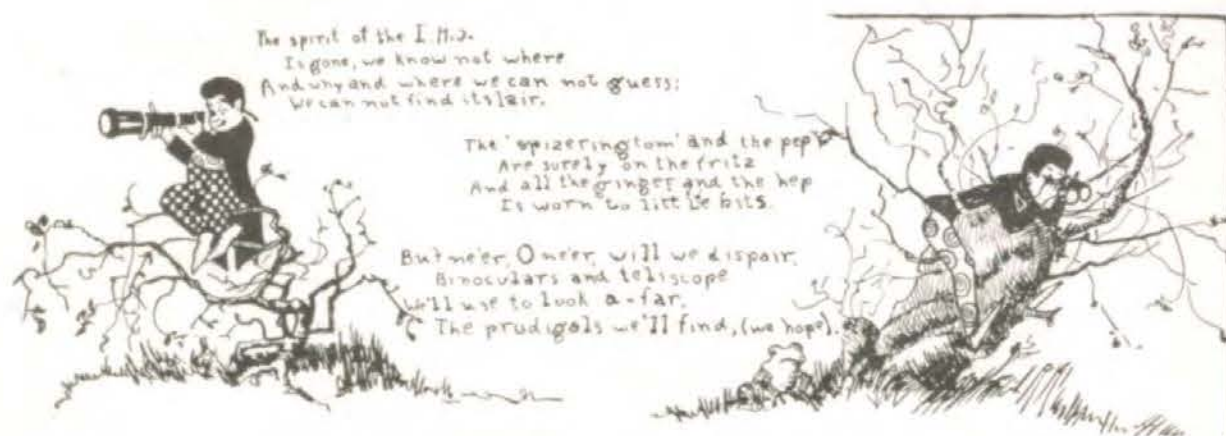 The spirit of the I.H.S.
Is gone, we know not where
And why and where we can not guess;
We can not find its lair.
The 'spizeringtom' and the pep
Are surely on the fritz
And all the ginger and the hep
Is worn to little bits.
But ne'er, O ne'er, will we dispair,
Binoculars and teliscope
We'll use to look a-far,
The prudigals we'll find, (we hope).